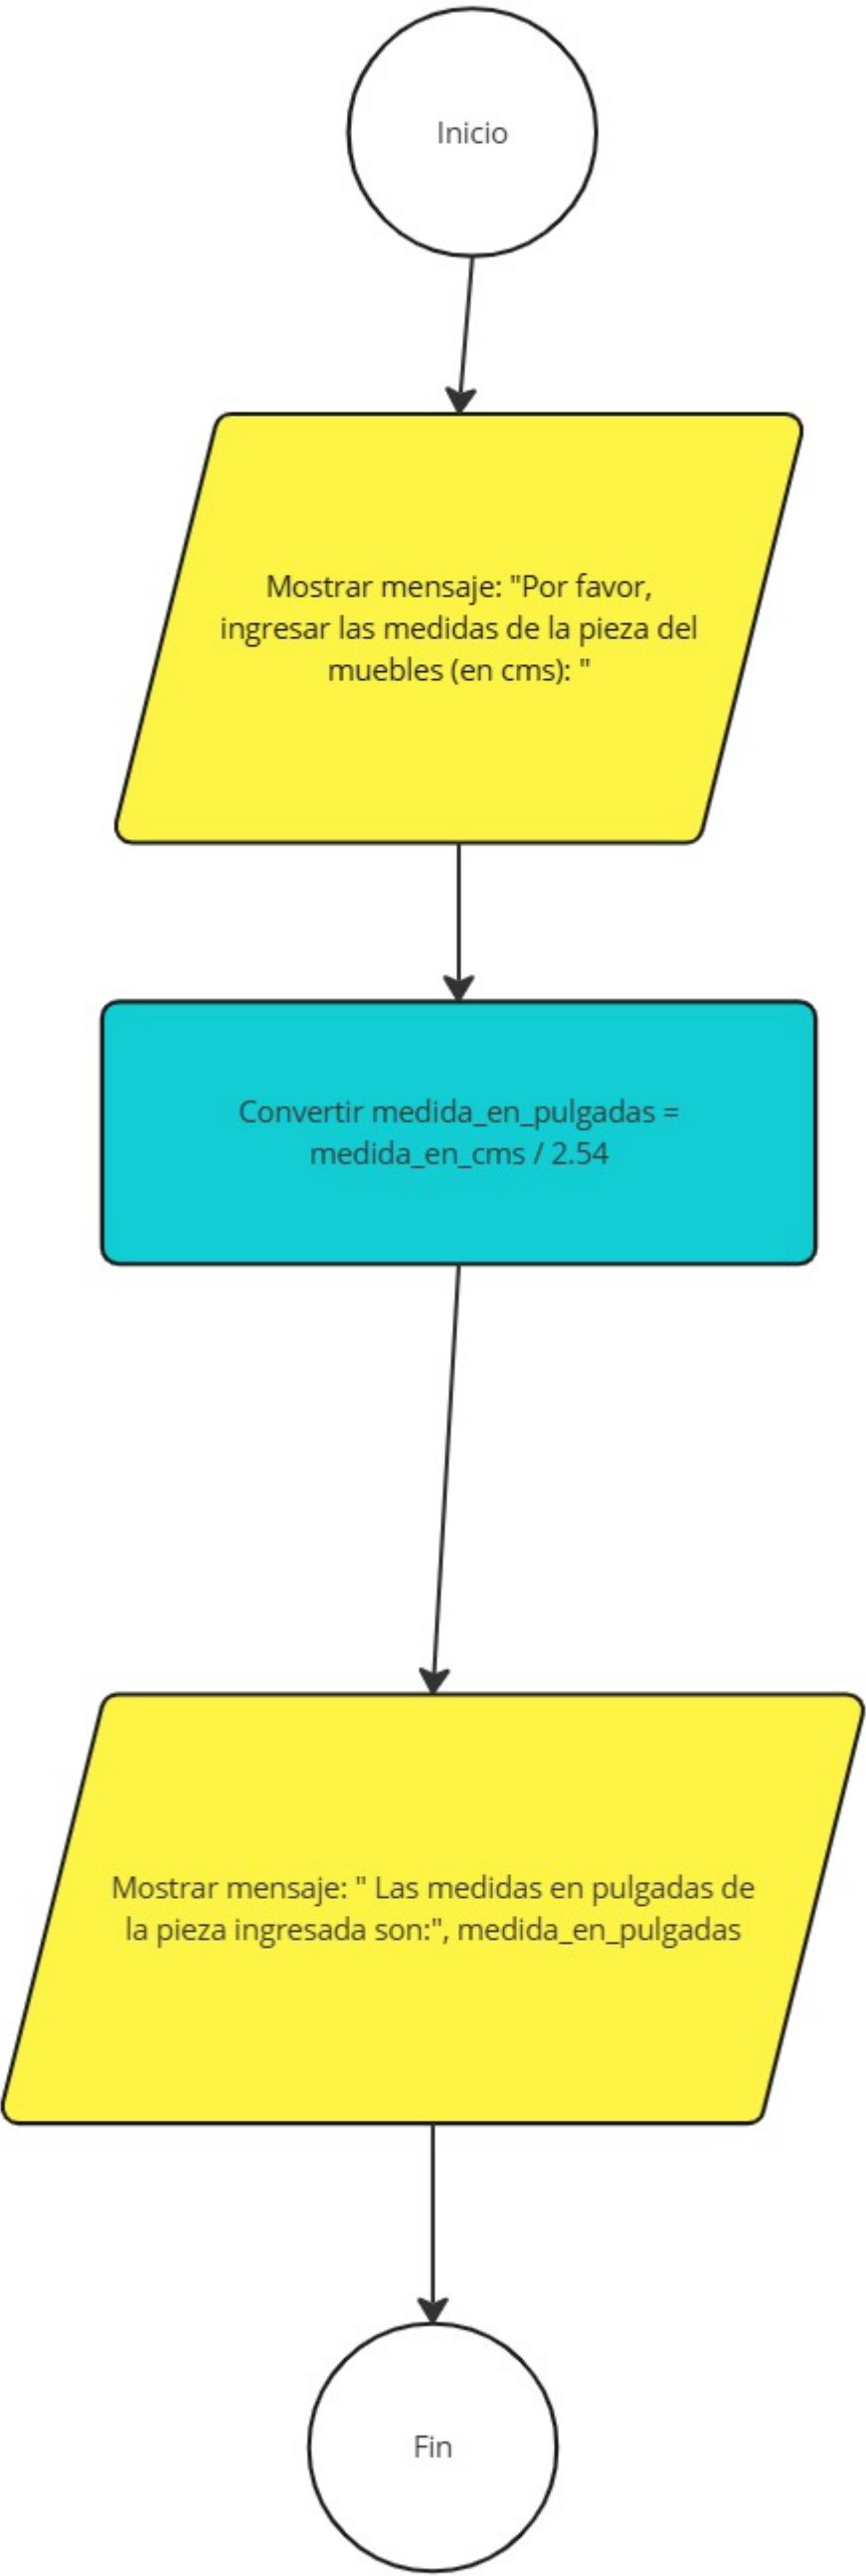 Inicio
Mostrar mensaje: "Por favor,
ingresar las medidas de la pieza del
muebles (en cms): "
Convertir medida_en_pulgadas =
medida_en_cms / 2.54
Mostrar mensaje: " Las medidas en pulgadas de
la pieza ingresada son:", medida_en_pulgadas
Fin